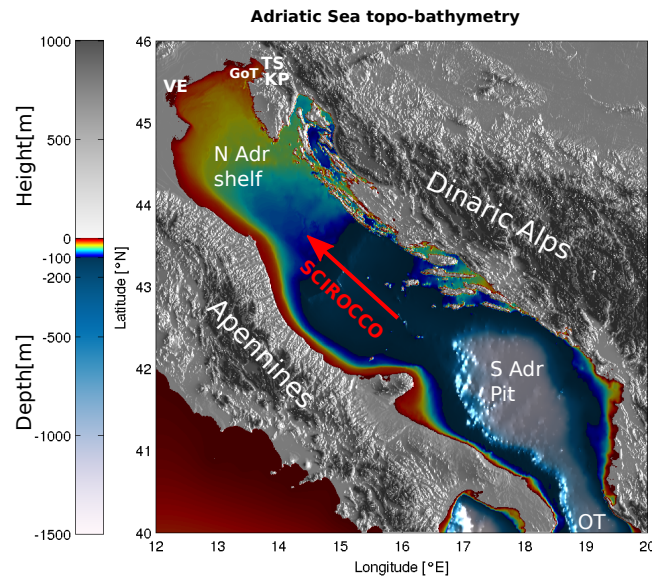 Adriatic Sea topo-bathymetry
Height[m]
Depth[m]
1000
500
0
-100
-500
-1000
-1500
Latitude [°N]
46
45
44
43
42
41
40
VE
GoT
TS
KP
N Adr
shelf
Dinaric Alps
SCIROCCO
Apennines
S Adr
Pit
OT
12
13
14
15
16
17
18
19
20
Longitude [°E]